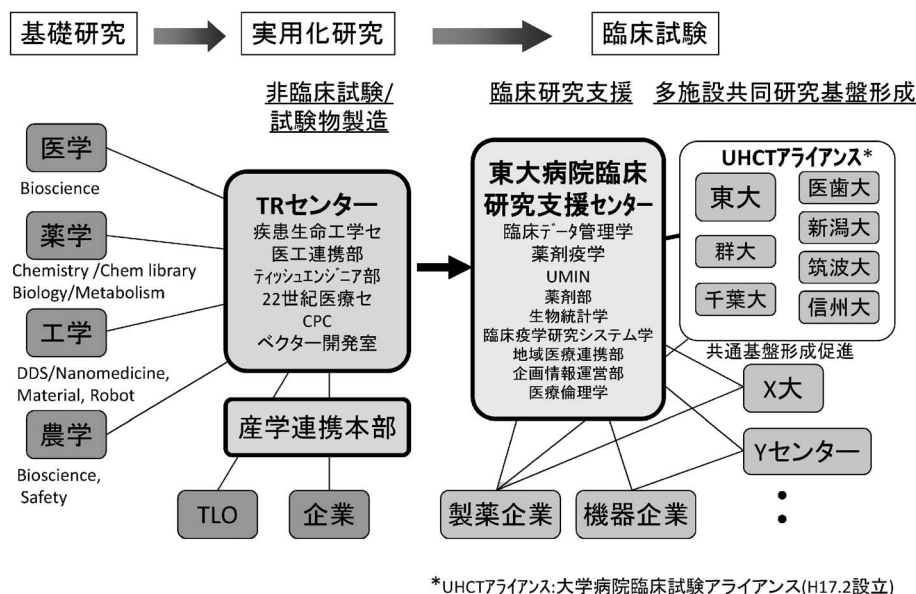 基礎研究
実用化研究
臨床試験
非臨床試験/
試験物製造
臨床研究支援
多施設共同研究基盤形成
医学
Bioscience
薬学
Chemistry /Chem library
Biology/Metabolism
工学
DDS/Nanomedicine,
Material, Robot
農学
Bioscience,
Safety
TRセンター
疾患生命工学セ
医工連携部
ティッシュエンジニア部
22世紀医療セ
CPC
ベクター開発室
産学連携本部
TLO
企業
東大病院臨床
研究支援センター
臨床データ管理学
薬剤疫学
UMIN
薬剤部
生物統計学
臨床疫学研究システム学
地域医療連携部
企画情報運営部
医療倫理学
製薬企業
機器企業
UHCTアライアンス*
東大
群大
千葉大
医歯大
新潟大
筑波大
信州大
共通基盤形成促進
X大
Yセンター
*UHCTアライアンス:大学病院臨床試験アライアンス(H17.2設立)